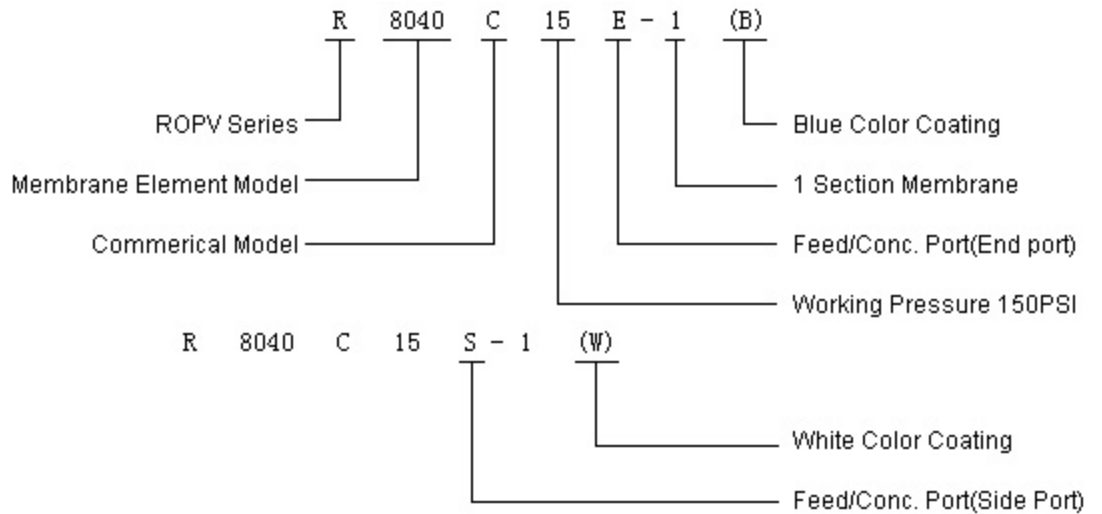 R 8040 C 15 E - 1 (B)
ROPV Series
Blue Color Coating
Membrane Element Model
1 Section Membrane
Commerical Model
Feed/Conc. Port(End port)
Working Pressure 150PSI
R 8040 C 15 S - 1 (W)
White Color Coating
Feed/Conc. Port(Side Port)